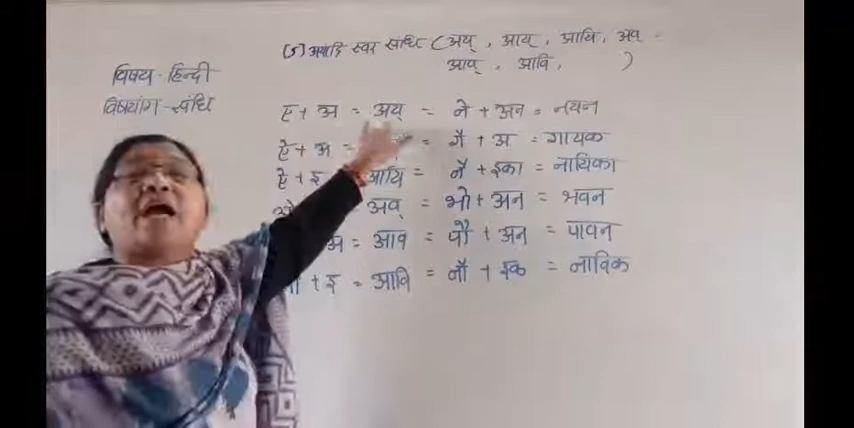 विषय - हिन्दी
विषयांग - संधि
(5) अयादि स्वर संधि (अय् , आय् , आयि, अव्
आव् , आवि, )
ए + अ = अय् = ने + अन = नयन
ऐ + अ = = गै + अ = गायक
ऐ + इ आयि = नै + इका = नायिका
अव् = भो + अन = भवन
अ = आव = पौ + अन = पावन
+ इ = आवि = नौ + इक = नाविक